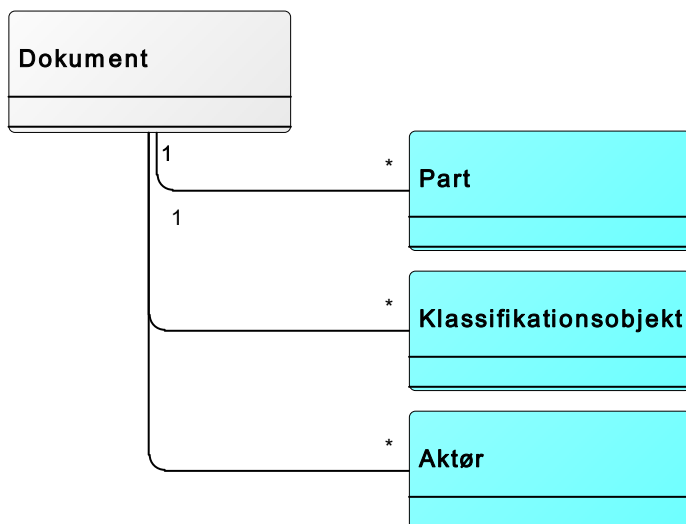 Dokument
1
*
Part
1
*
Klassifikationsobjekt
*
Aktør